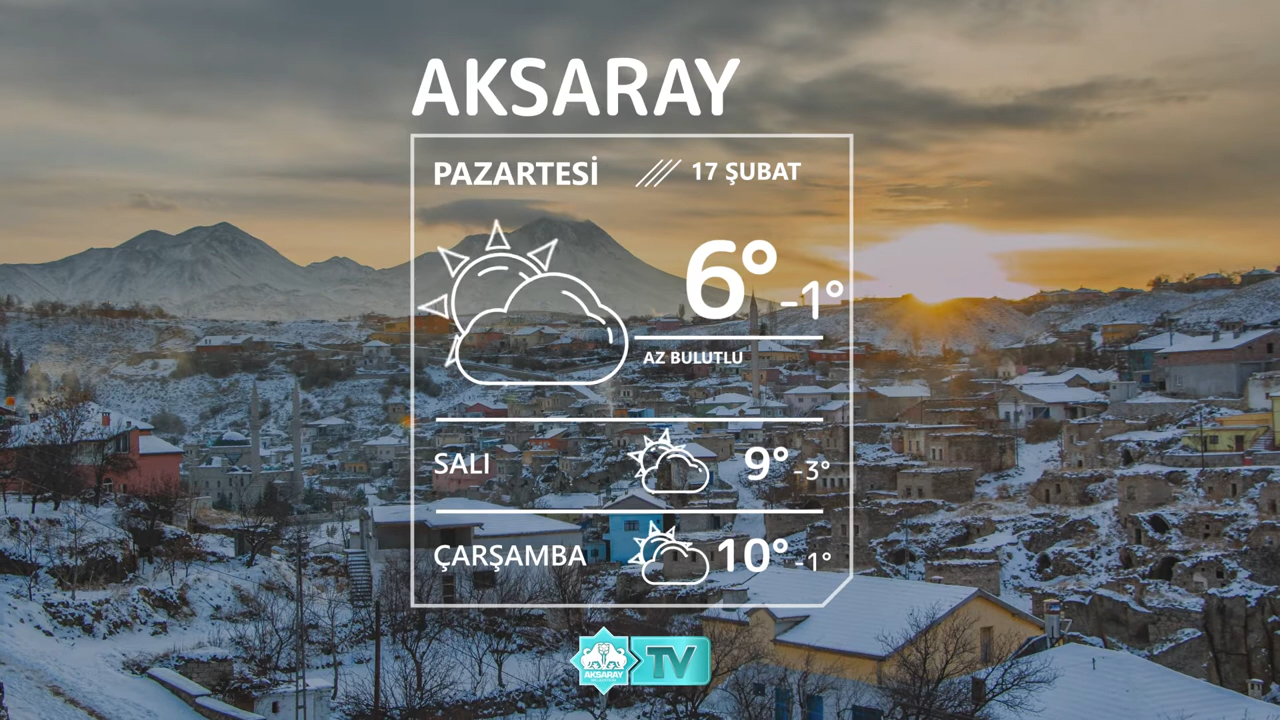 AKSARAY
PAZARTESİ /// 17 ŞUBAT
6° -1°
AZ BULUTLU
SALI 9° -3°
ÇARŞAMBA 10° -1°
AKSARAY TV